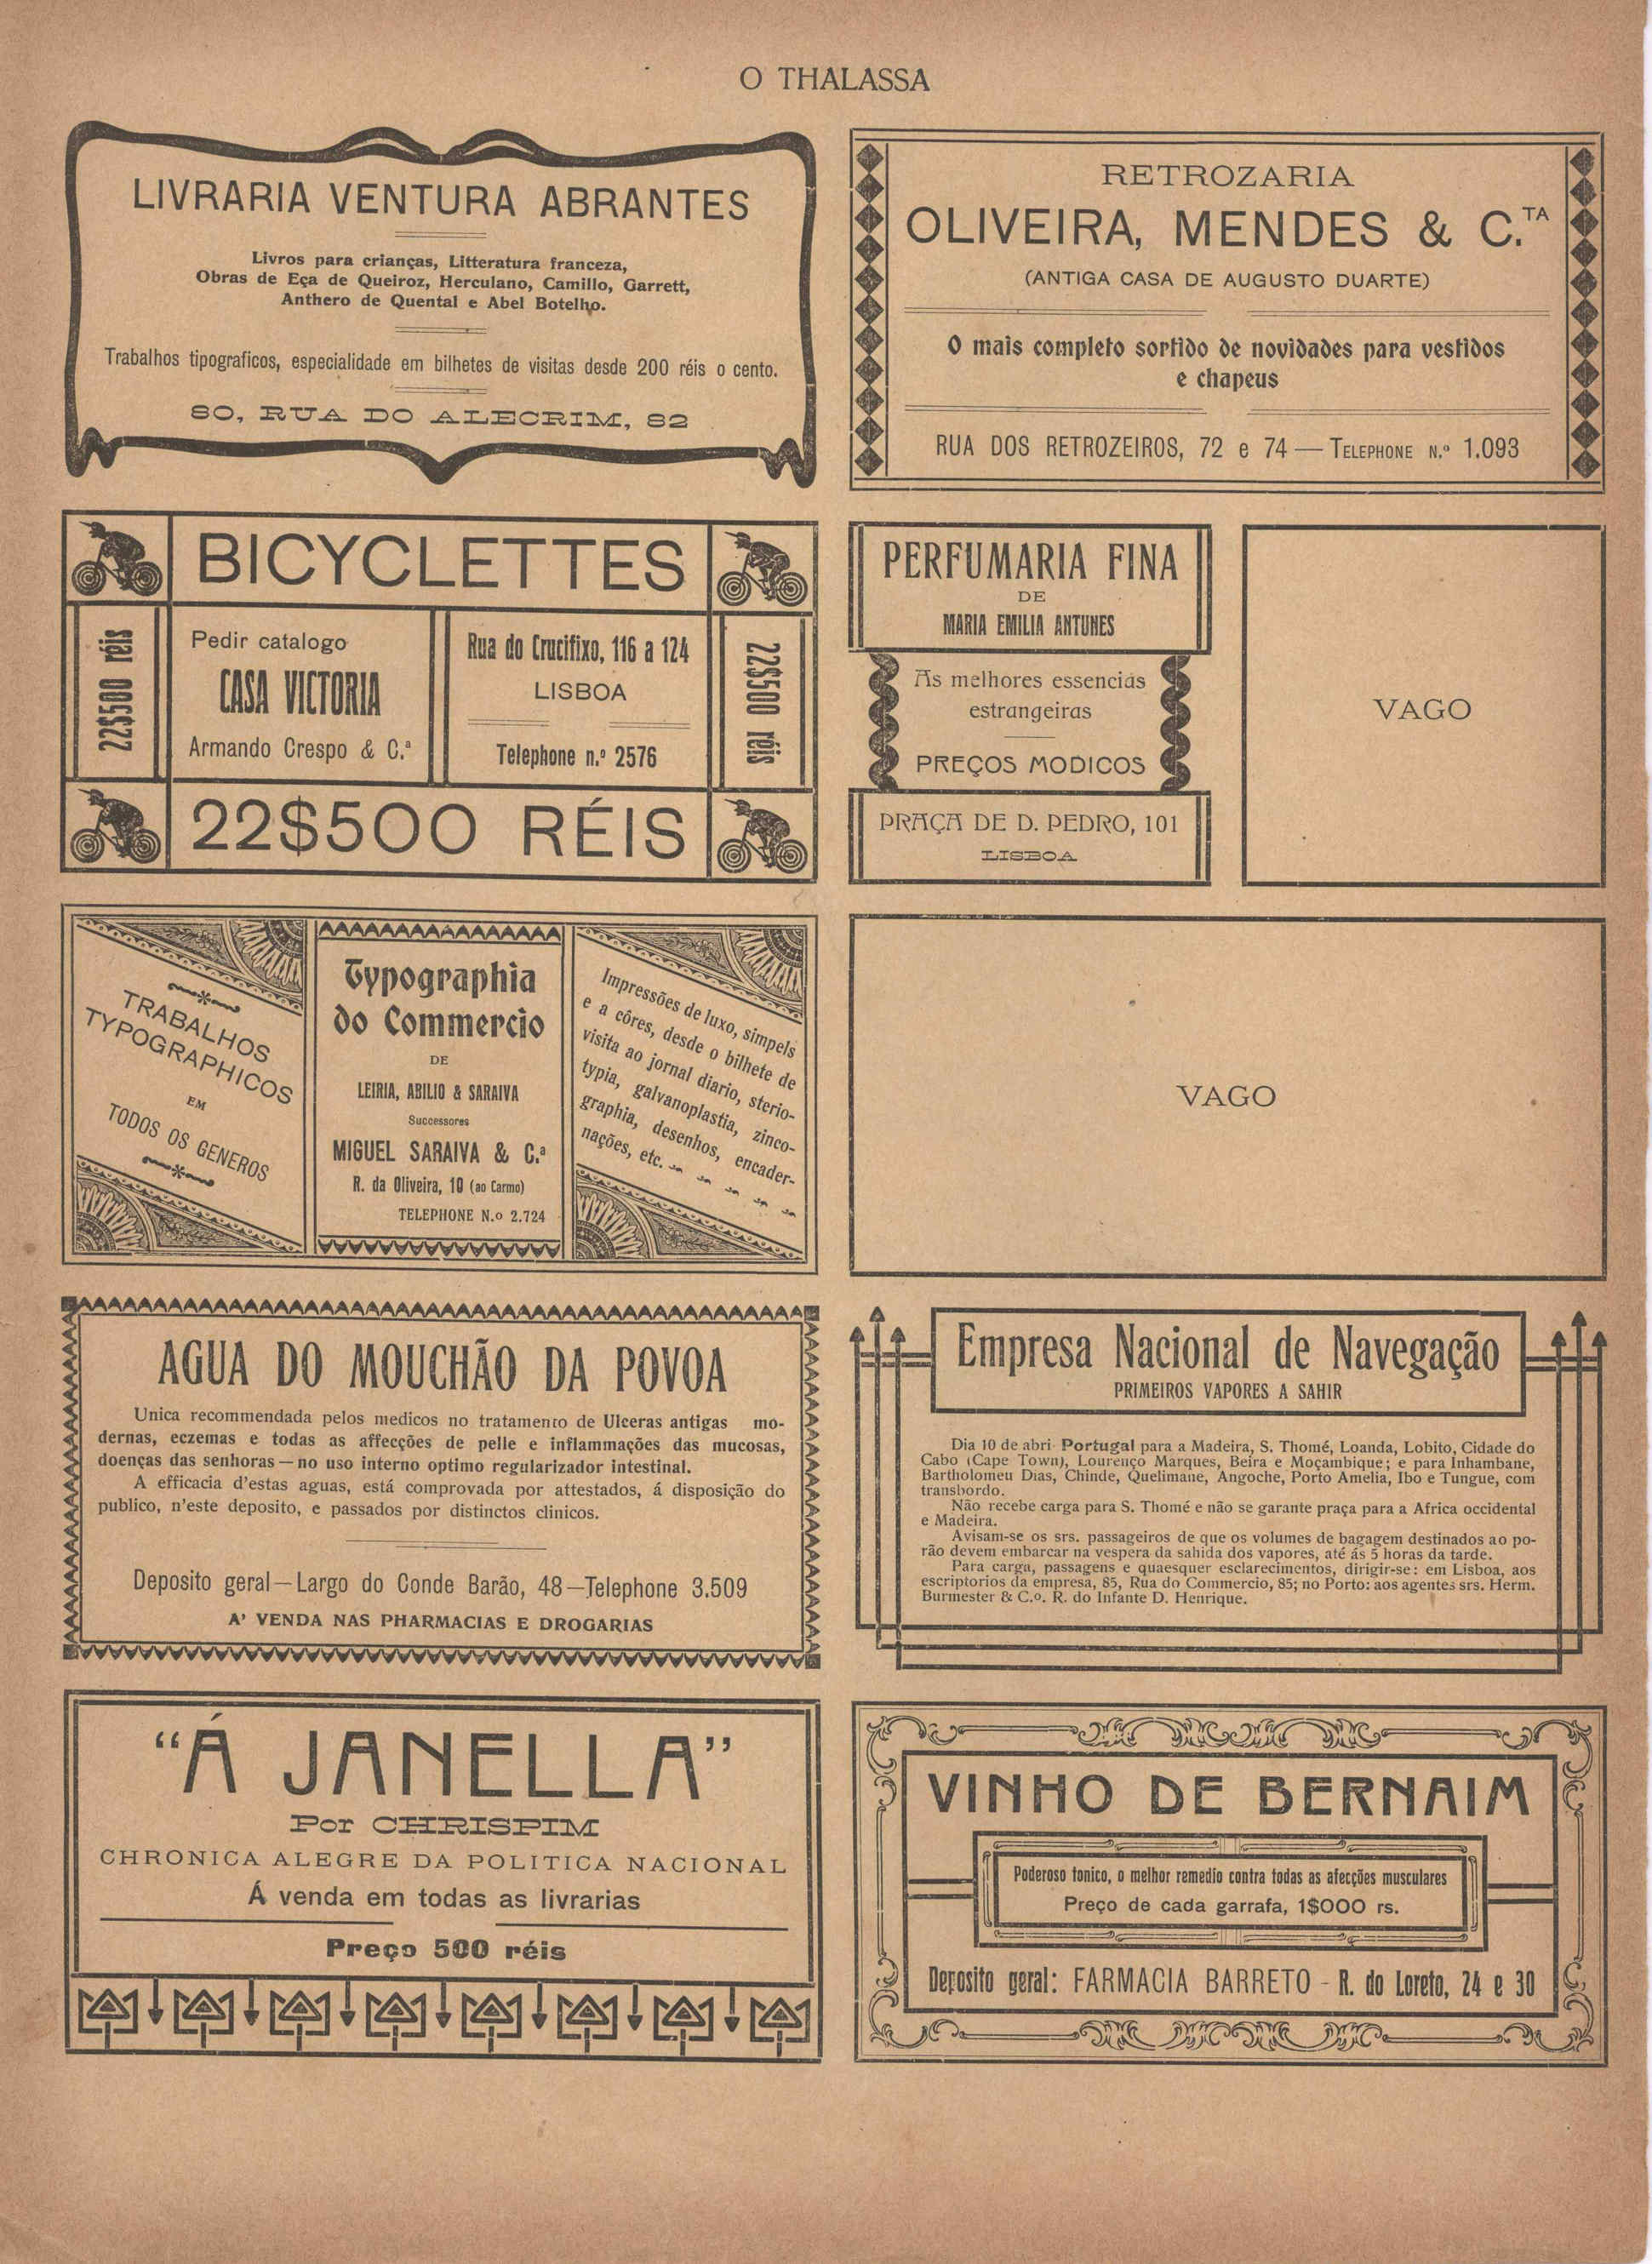 O THALASSA
LIVRARIA VENTURA ABRANTES
Livros para crianças, Litteratura franceza,
Obras de Eça de Queiroz, Herculano, Camillo, Garrett,
Anthero de Quental e Abel Botelho.
Trabalhos tipograficos, especialidade em bilhetes de visitas desde 200 réis o cento.
80, RUA DO ALECRIM, 82
RETROZARIA
OLIVEIRA, MENDES & C.TA
(ANTIGA CASA DE AUGUSTO DUARTE)
O mais completo sortido de novidades para vestidos
e chapeus
RUA DOS RETROZEIROS, 72 e 74 — TELEPHONE N.º 1.093
BICYCLETTES
22$500 réis
Pedir catalogo
CASA VICTORIA
Armando Crespo & C.ª
Rua do Crucifixo, 116 a 124
LISBOA
Telephone n.º 2576
22$500 réis
22$500 RÉIS
PERFUMARIA FINA
DE
MARIA EMILIA ANTUNES
As melhores essencias
estrangeiras
PREÇOS MODICOS
PRAÇA DE D. PEDRO, 101
LISBOA
VAGO
TRABALHOS
TYPOGRAPHICOS
EM
TODOS OS GENEROS
Typographia
do Commercio
DE
LEIRIA, ABILIO & SARAIVA
Successores
MIGUEL SARAIVA & C.ª
R. da Oliveira, 10 (ao Carmo)
TELEPHONE N.o 2.724
Impressões de luxo, simpels
e a côres, desde o bilhete de
visita ao jornal diario, sterio-
typia, galvanoplastia, zinco-
graphia, desenhos, encader-
nações, etc.
VAGO
AGUA DO MOUCHÃO DA POVOA
Unica recommendada pelos medicos no tratamento de Ulceras antigas mo-
dernas, eczemas e todas as affecções de pelle e inflammações das mucosas,
doenças das senhoras — no uso interno optimo regularizador intestinal.
A efficacia d'estas aguas, está comprovada por attestados, á disposição do
publico, n'este deposito, e passados por distinctos clinicos.
Deposito geral — Largo do Conde Barão, 48 — Telephone 3.509
A' VENDA NAS PHARMACIAS E DROGARIAS
Empresa Nacional de Navegação
PRIMEIROS VAPORES A SAHIR
Dia 10 de abri Portugal para a Madeira, S. Thomé, Loanda, Lobito, Cidade do
Cabo (Cape Town), Lourenço Marques, Beira e Moçambique; e para Inhambane,
Bartholomeu Dias, Chinde, Quelimane, Angoche, Porto Amelia, Ibo e Tungue, com
transbordo.
Não recebe carga para S. Thomé e não se garante praça para a Africa occidental
e Madeira.
Avisam-se os srs. passageiros de que os volumes de bagagem destinados ao po-
rão devem embarcar na vespera da sahida dos vapores, até ás 5 horas da tarde.
Para carga, passagens e quaesquer esclarecimentos, dirigir-se: em Lisboa, aos
escriptorios da empresa, 85, Rua do Commercio, 85; no Porto: aos agentes srs. Herm.
Burmester & C.o. R. do Infante D. Henrique.
"Á JANELLA"
Por CHRISPIM
CHRONICA ALEGRE DA POLITICA NACIONAL
Á venda em todas as livrarias
Preço 500 réis
VINHO DE BERNAIM
Poderoso tonico, o melhor remedio contra todas as afecções musculares
Preço de cada garrafa, 1$000 rs.
Deposito geral: FARMACIA BARRETO - R. do Loreto, 24 e 30